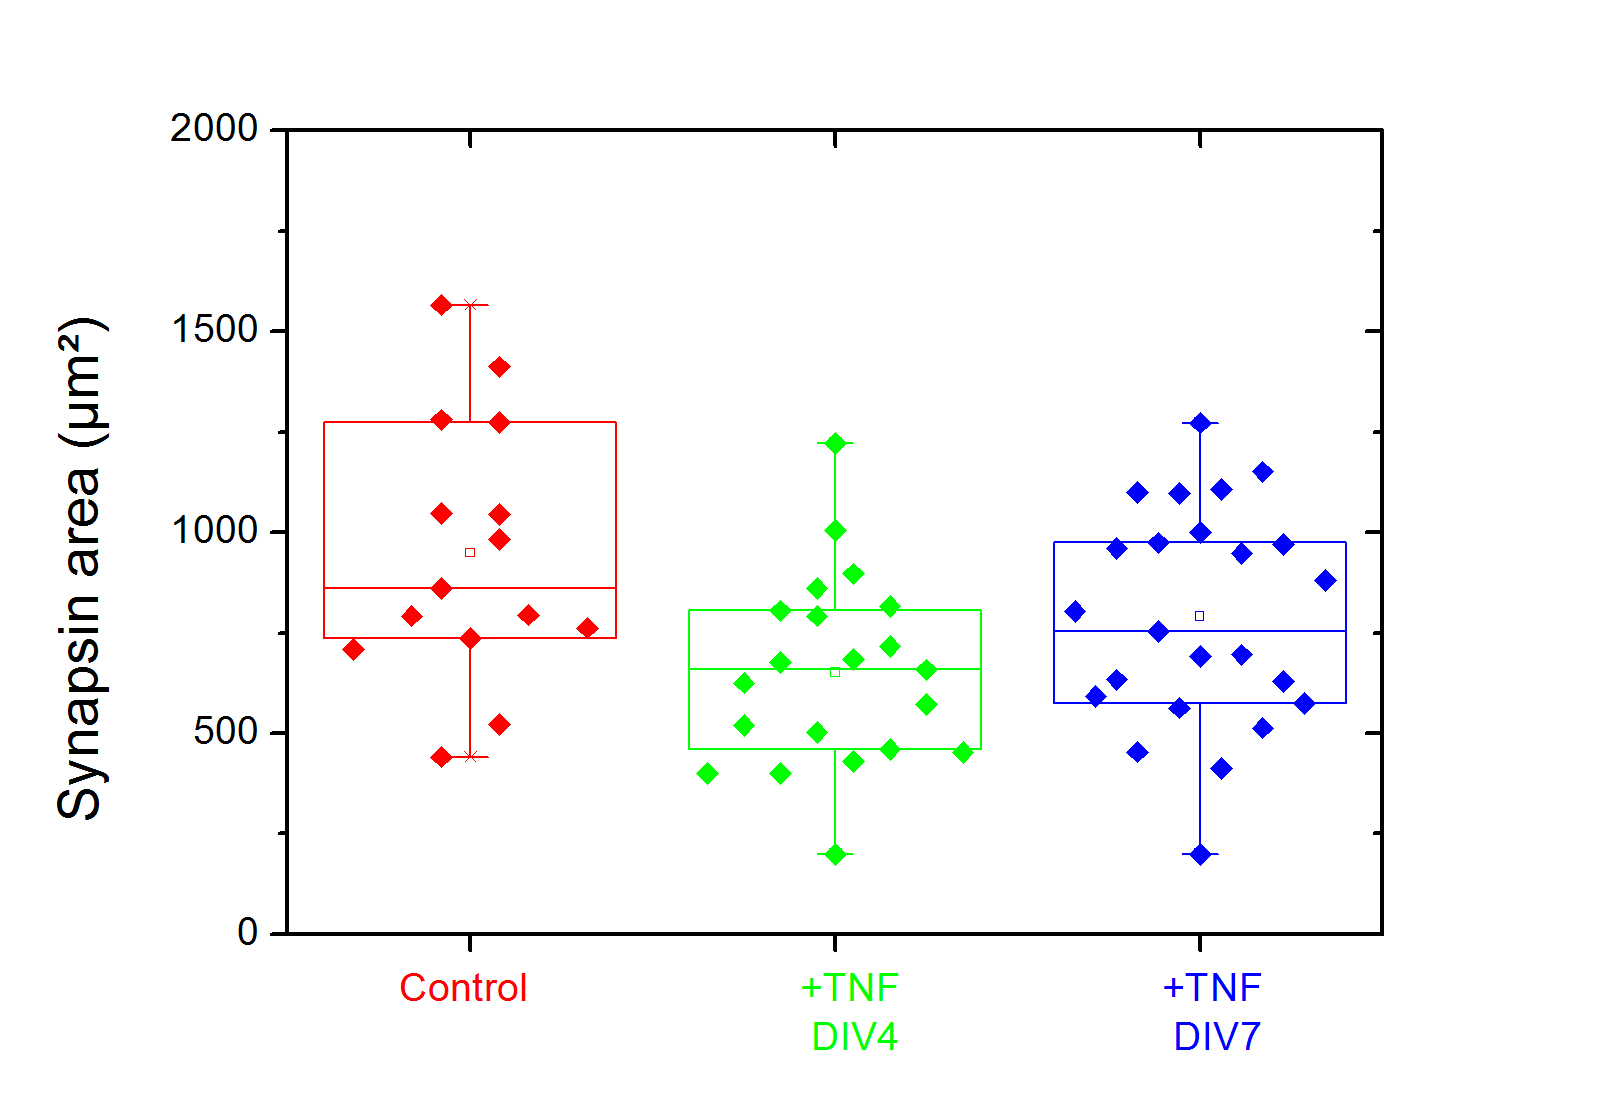 2000
1500
1000
500
0
Synapsin area (µm²)
Control
+TNF
DIV4
+TNF
DIV7